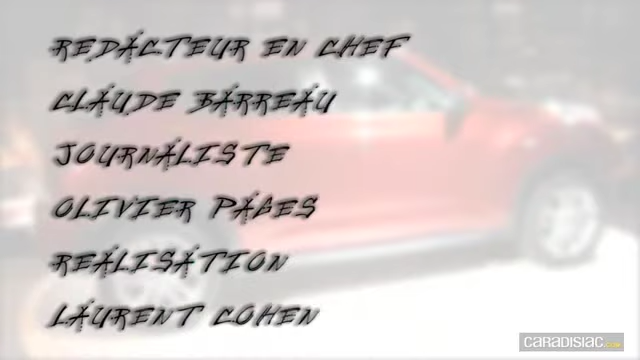 REDACTEUR EN CHEF
CLAUDE BARREAU
JOURNALISTE
OLIVIER PAGES
REALISATION
LAURENT COHEN
CARADISIAC.com